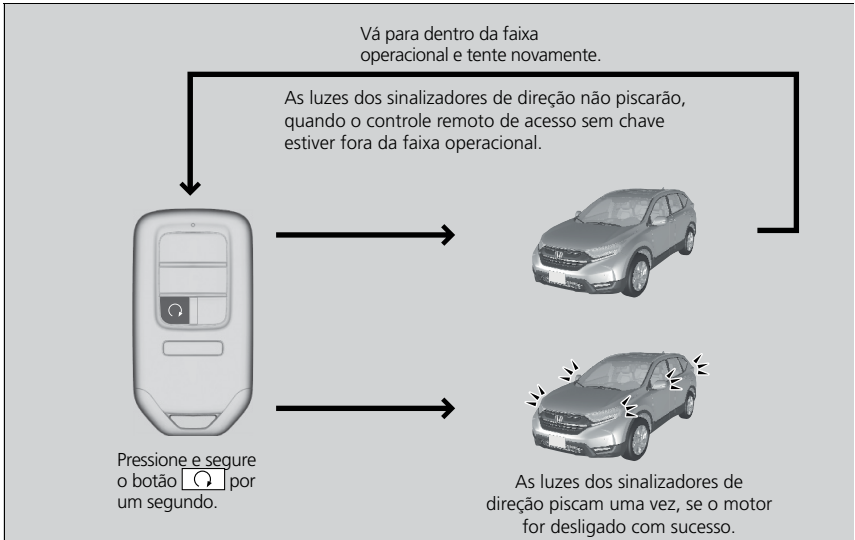 Vá para dentro da faixa
operacional e tente novamente.
As luzes dos sinalizadores de direção não piscarão,
quando o controle remoto de acesso sem chave
estiver fora da faixa operacional.
Pressione e segure
o botão por
um segundo.
As luzes dos sinalizadores de
direção piscam uma vez, se o motor
for desligado com sucesso.